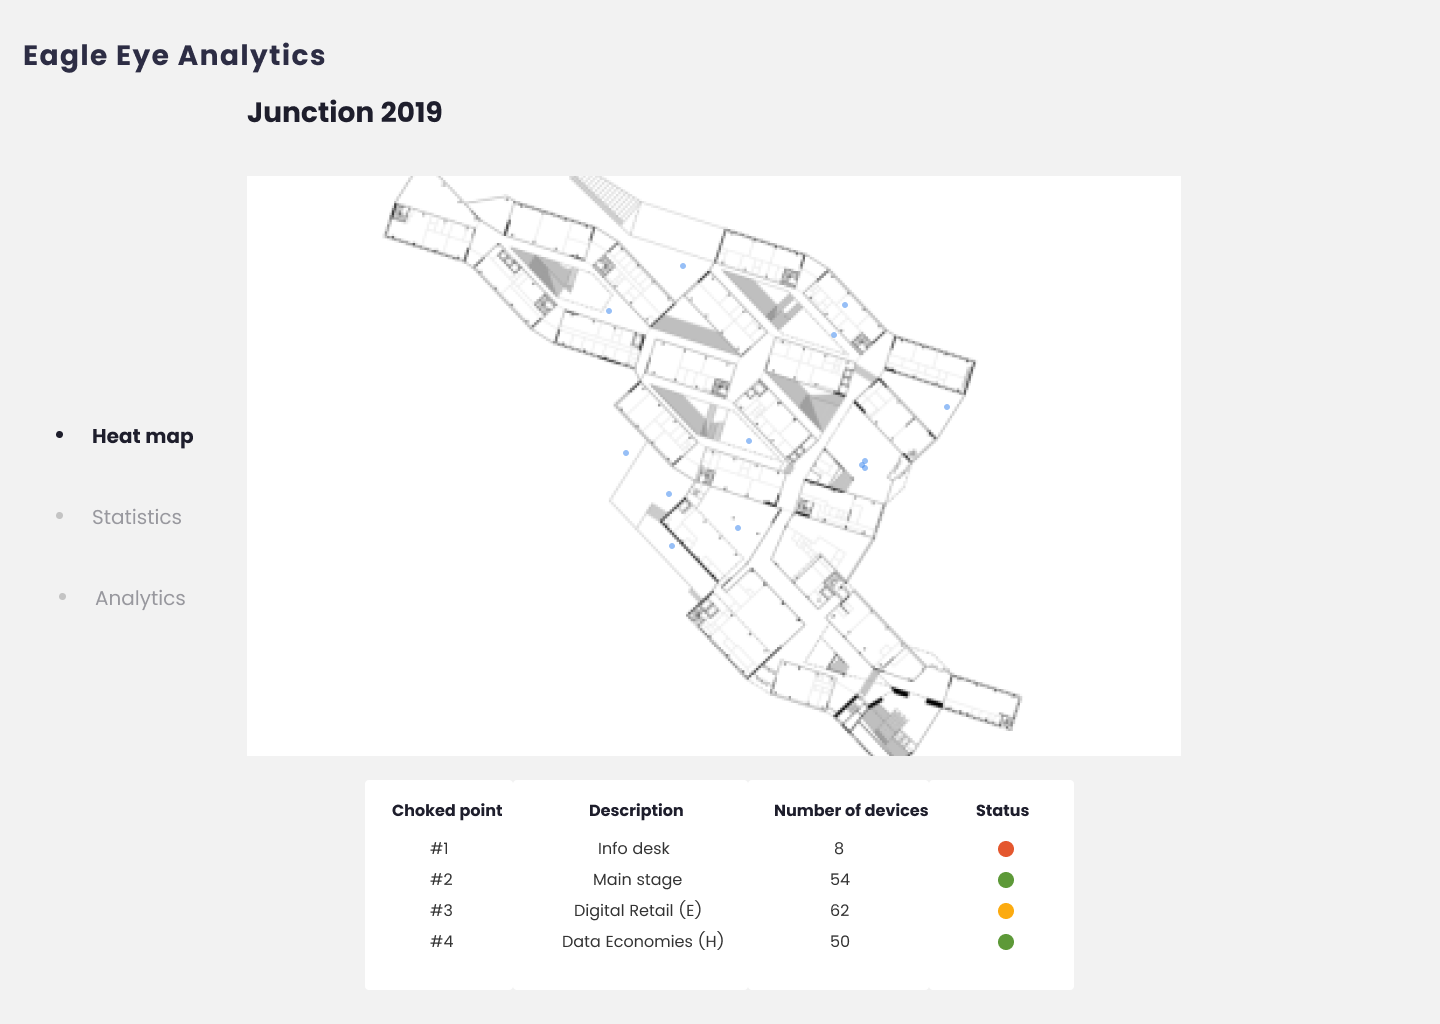 Eagle Eye Analytics
Junction 2019
Heat map
Statistics
Analytics
Choked point Description Number of devices Status
#1 Info desk 8
#2 Main stage 54
#3 Digital Retail (E) 62
#4 Data Economies (H) 50